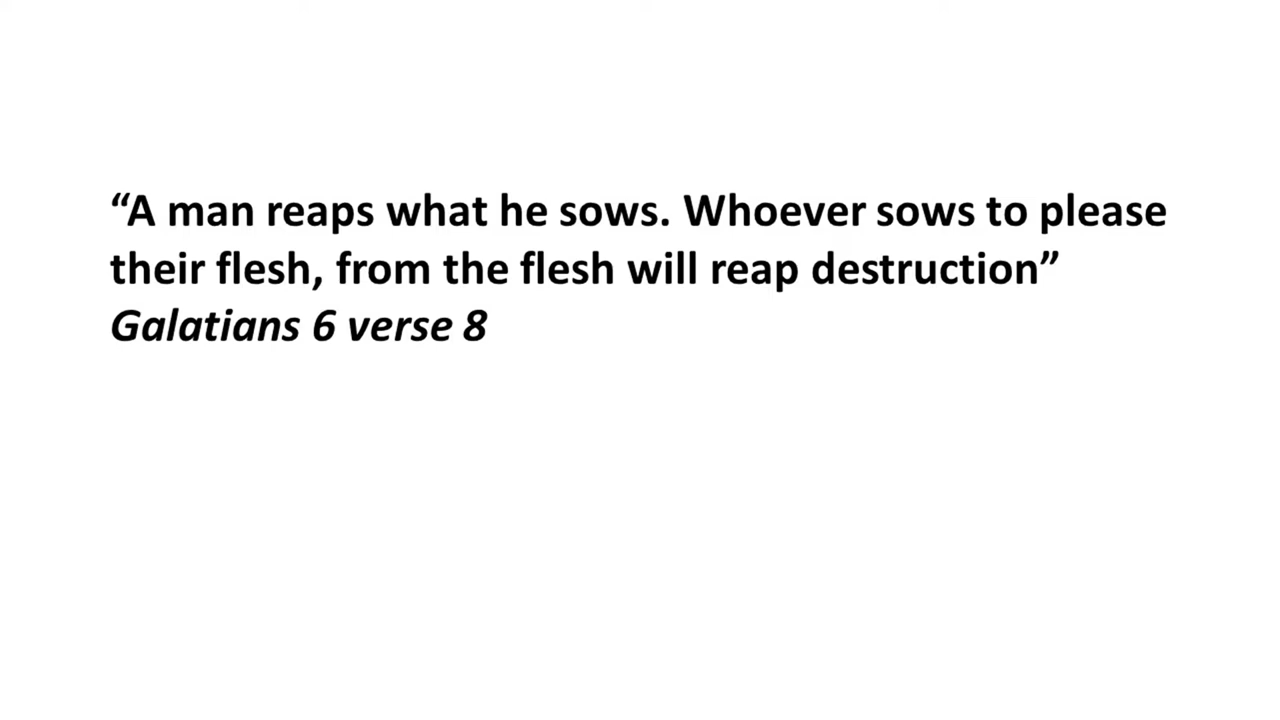 “A man reaps what he sows. Whoever sows to please
their flesh, from the flesh will reap destruction”
Galatians 6 verse 8